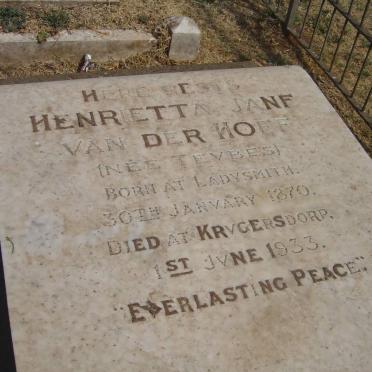 HERE RESTS
HENRIETTA JANE
VAN DER HOFF
(NÉE TEVBES)
BORN AT LADYSMITH.
30TH JANVARY 1870.
DIED AT KRVGERSDORP.
1ST JVNE 1933.
"EVERLASTING PEACE."